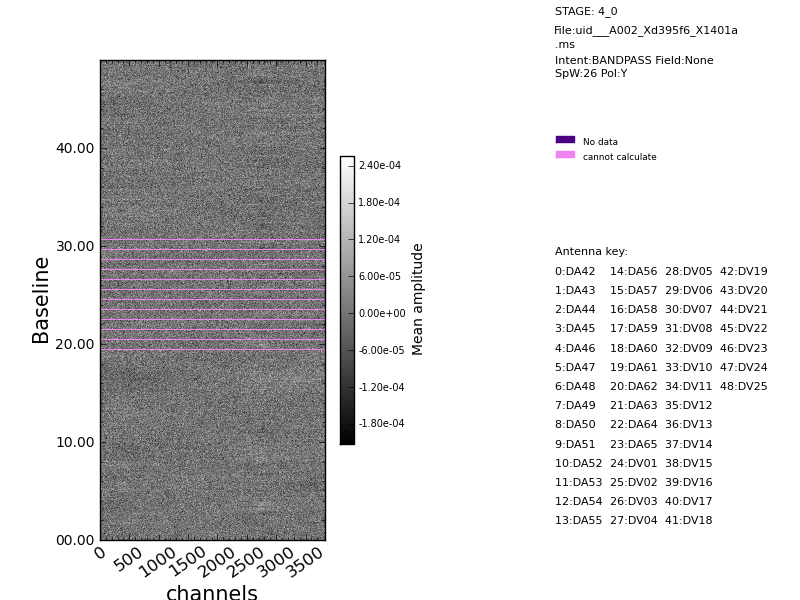 STAGE: 4_0
File:uid___A002_Xd395f6_X1401a
.ms
Intent:BANDPASS Field:None
SpW:26 Pol:Y
No data
cannot calculate
40.00
30.00
20.00
10.00
00.00
Baseline
0 500 1000 1500 2000 2500 3000 3500
channels
2.40e-04
1.80e-04
1.20e-04
6.00e-05
0.00e+00
-6.00e-05
-1.20e-04
-1.80e-04
Mean amplitude
Antenna key:
0:DA42 14:DA56 28:DV05 42:DV19
1:DA43 15:DA57 29:DV06 43:DV20
2:DA44 16:DA58 30:DV07 44:DV21
3:DA45 17:DA59 31:DV08 45:DV22
4:DA46 18:DA60 32:DV09 46:DV23
5:DA47 19:DA61 33:DV10 47:DV24
6:DA48 20:DA62 34:DV11 48:DV25
7:DA49 21:DA63 35:DV12
8:DA50 22:DA64 36:DV13
9:DA51 23:DA65 37:DV14
10:DA52 24:DV01 38:DV15
11:DA53 25:DV02 39:DV16
12:DA54 26:DV03 40:DV17
13:DA55 27:DV04 41:DV18